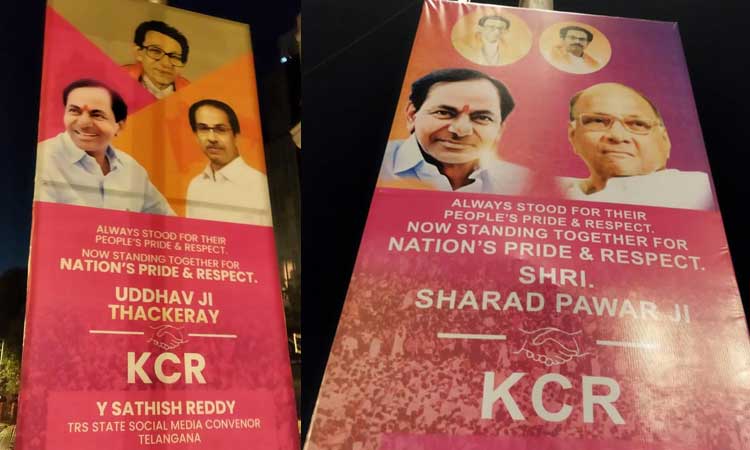 ALWAYS STOOD FOR THEIR
PEOPLE'S PRIDE & RESPECT.
NOW STANDING TOGETHER FOR
NATION'S PRIDE & RESPECT.
UDDHAV JI
THACKERAY
KCR
Y SATHISH REDDY
TRS STATE SOCIAL MEDIA CONVENOR
TELANGANA
ALWAYS STOOD FOR THEIR
PEOPLE'S PRIDE & RESPECT.
NOW STANDING TOGETHER FOR
NATION'S PRIDE & RESPECT.
SHRI.
SHARAD PAWAR JI
KCR